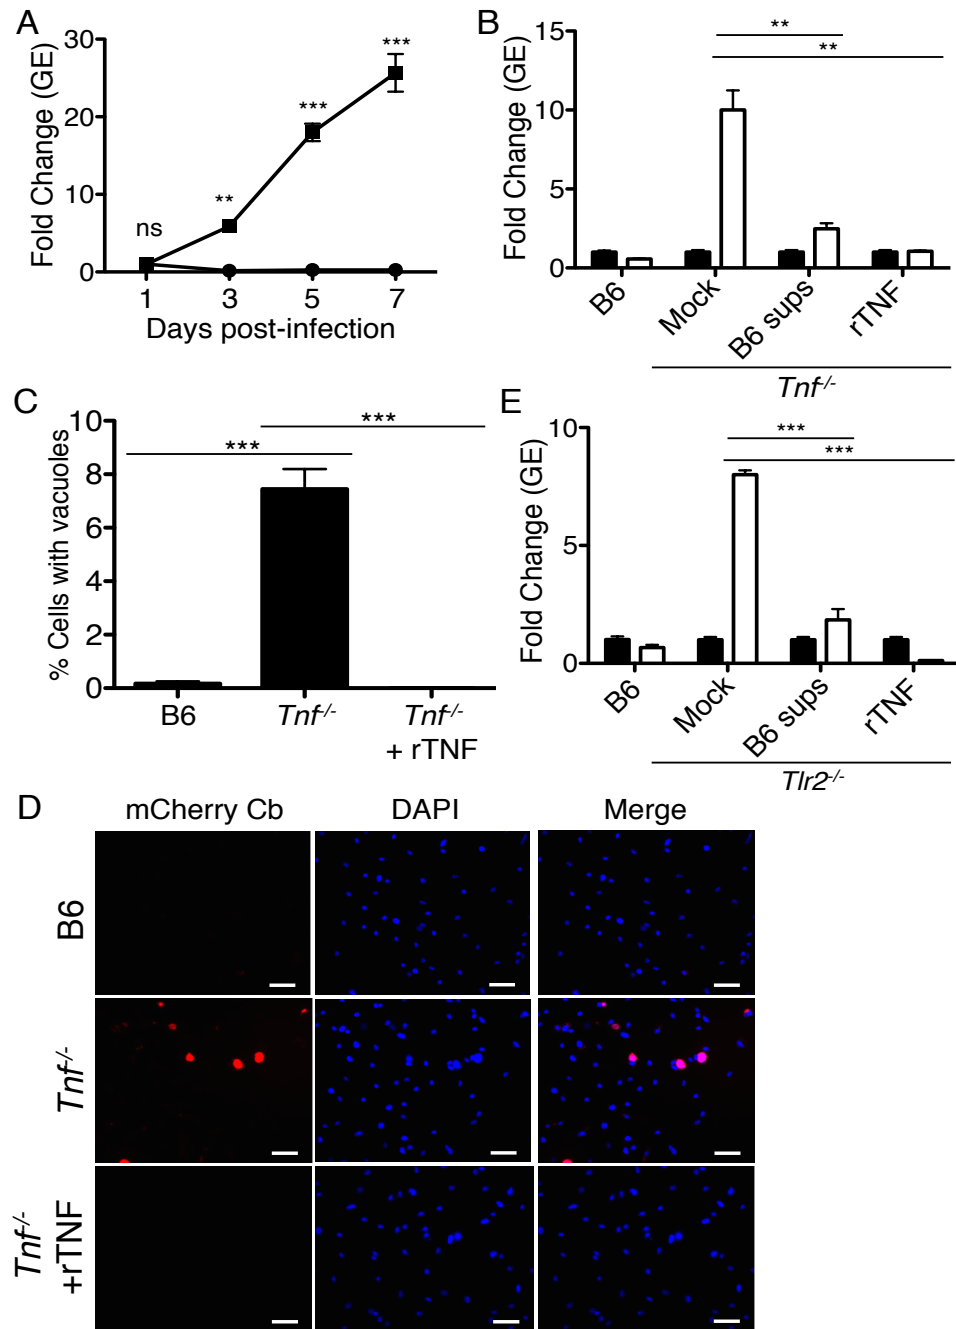 A
Fold Change (GE)
30
20
10
0
ns
**
***
***
1 3 5 7
Days post-infection
B
Fold Change (GE)
15
10
5
0
**
**
B6 Mock B6 sups rTNF
Tnf-/-
C
% Cells with vacuoles
10
8
6
4
2
0
***
***
B6 Tnf-/- Tnf-/-
+ rTNF
E
Fold Change (GE)
10
5
0
***
***
B6 Mock B6 sups rTNF
Tlr2-/-
D
mCherry Cb DAPI Merge
B6
Tnf-/-
Tnf-/-
+rTNF